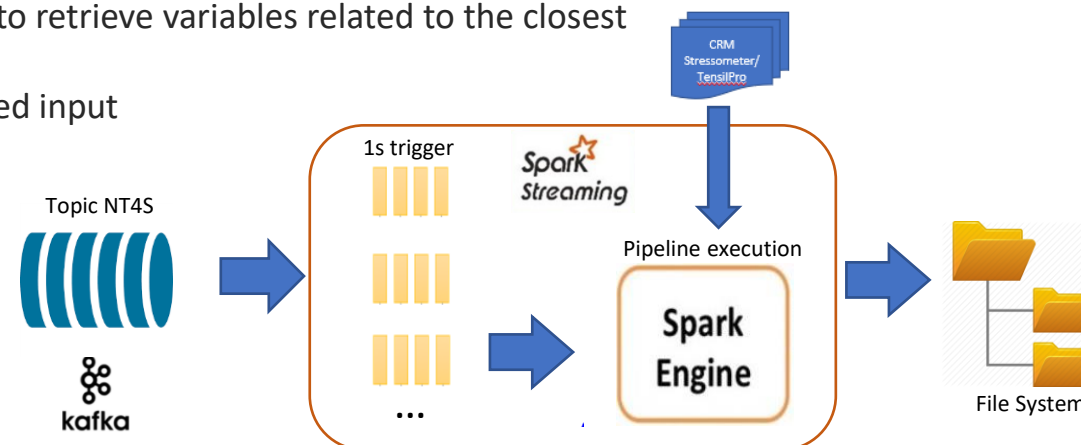 to retrieve variables related to the closest
ed input
CRM
Stressometer/
TensilPro
1s trigger
Spark
Streaming
Topic NT4S
Pipeline execution
Spark
Engine
...
kafka
File System